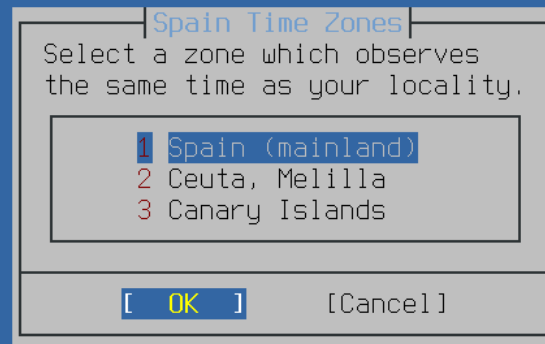 Spain Time Zones
Select a zone which observes
the same time as your locality.
1 Spain (mainland)
2 Ceuta, Melilla
3 Canary Islands
[ OK ] [Cancel]